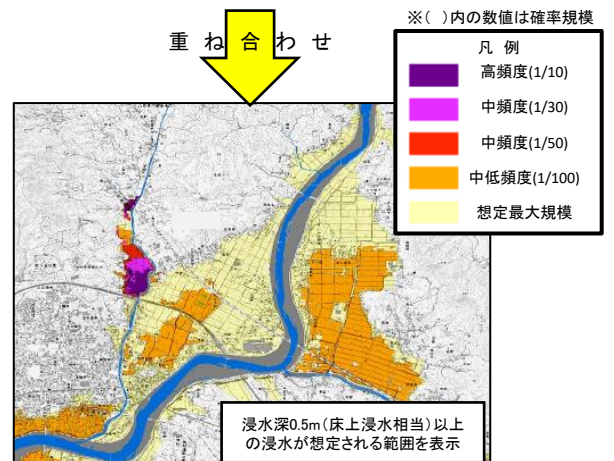 ※( )内の数値は確率規模
重 ね 合 わ せ
凡 例
高頻度(1/10)
中頻度(1/30)
中頻度(1/50)
中低頻度(1/100)
想定最大規模
浸水深0.5m(床上浸水相当)以上
の浸水が想定される範囲を表示